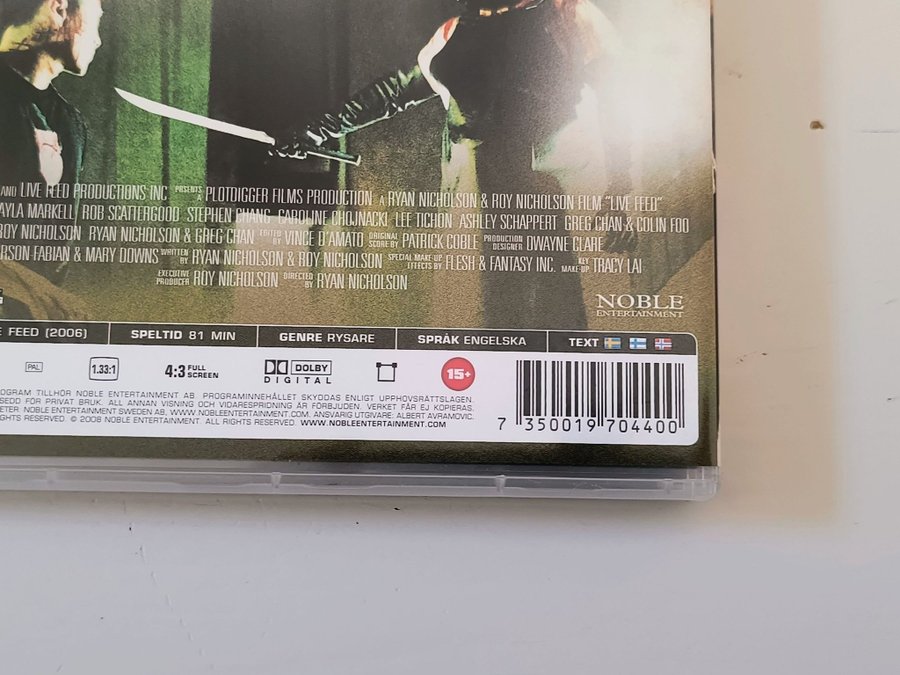 AND LIVE FEED PRODUCTIONS INC PRESENTS A PLOTDIGGER FILMS PRODUCTION A RYAN NICHOLSON & ROY NICHOLSON FILM "LIVE FEED"
AYLA MARKELL ROB SCATTERGOOD STEPHEN CHANG CAROLINE CHOJNACKI LEE TICHON ASHLEY SCHAPPERT GREG CHAN & COLIN FOO
ROY NICHOLSON RYAN NICHOLSON & GREG CHAN EDITED BY VINCE D'AMATO ORIGINAL SCORE BY PATRICK COBLE PRODUCTION DESIGNER DWAYNE CLARE
ERSON FABIAN & MARY DOWNS WRITTEN BY RYAN NICHOLSON & ROY NICHOLSON SPECIAL MAKE UP EFFECTS BY FLESH & FANTASY INC. KEY MAKE-UP TRACY LAI
EXECUTIVE PRODUCER ROY NICHOLSON DIRECTED BY RYAN NICHOLSON
NOBLE
ENTERTAINMENT
E FEED (2006) SPELTID 81 MIN GENRE RYSARE SPRÅK ENGELSKA TEXT
PAL 1.33:1 4:3 FULL SCREEN DOLBY DIGITAL 15+
OGRAM TILLHÖR NOBLE ENTERTAINMENT AB. PROGRAMINNEHÅLLET SKYDDAS ENLIGT UPPHOVSRÄTTSLAGEN.
SEDD FÖR PRIVAT BRUK. ALL ANNAN VISNING OCH VIDARESPRIDNING ÄR FÖRBJUDEN. VERKET FÅR EJ KOPIERAS.
ETER: NOBLE ENTERTAINMENT SWEDEN AB, WWW.NOBLEENTERTAINMENT.COM. ANSVARIG UTGIVARE: ALBERT AVRAMOVIC.
TS RESERVED. © 2008 NOBLE ENTERTAINMENT. ALL RIGHTS RESERVED. WWW.NOBLEENTERTAINMENT.COM
7 350019 704400